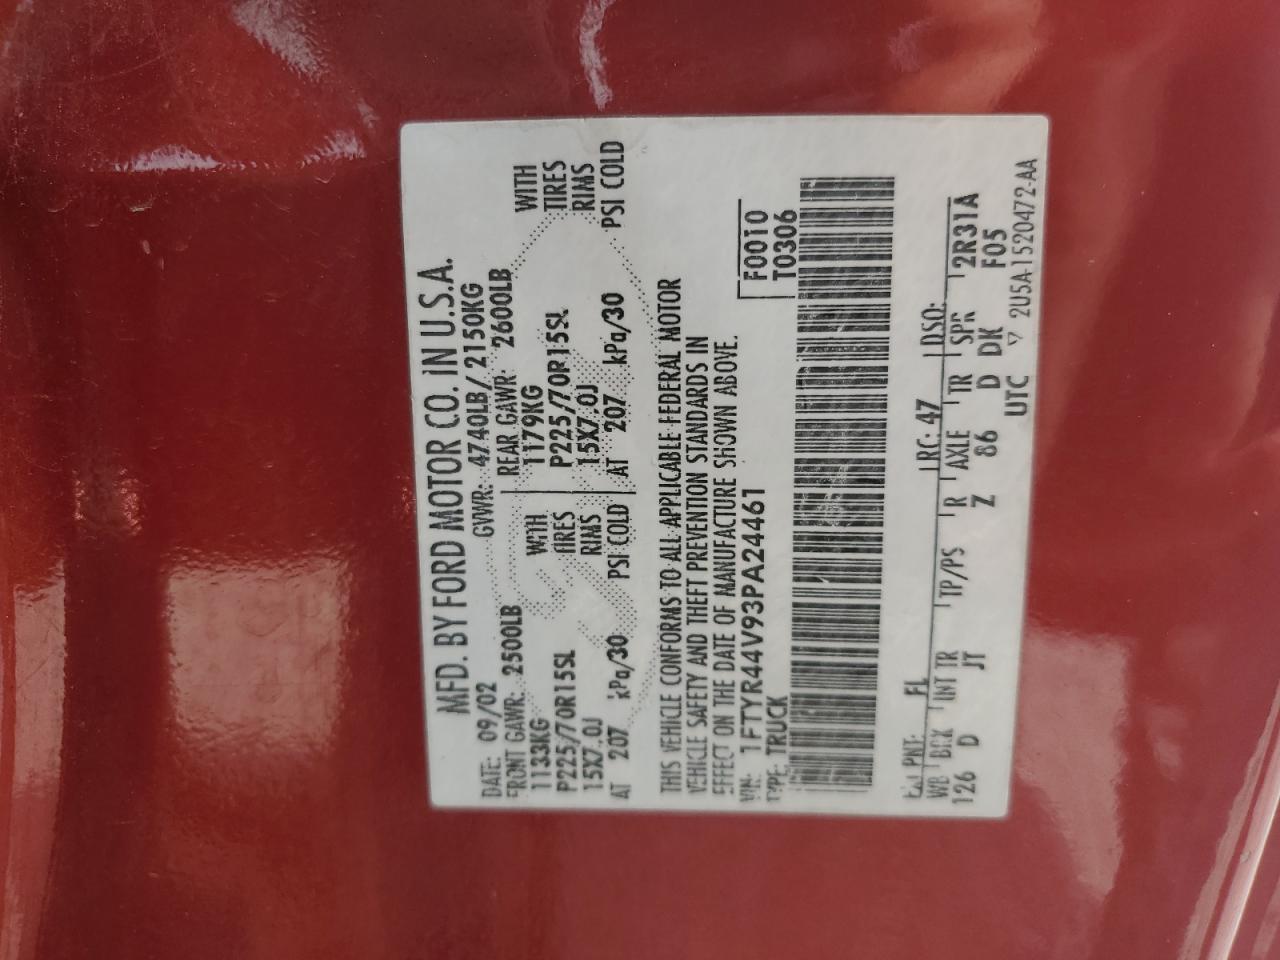 MFD. BY FORD MOTOR CO. IN U.S.A.
DATE: 09/02 GVWR: 4740LB/ 2150KG
FRONT GAWR: 2500LB REAR GAWR: 2600LB
1133KG WITH 1179KG WITH
P225/70R15SL TIRES P225/70R15SL TIRES
15X7.0J RIMS 15X7.0J RIMS
AT 207 kPa/30 PSI COLD AT 207 kPa/30 PSI COLD
THIS VEHICLE CONFORMS TO ALL APPLICABLE FEDERAL MOTOR
VEHICLE SAFETY AND THEFT PREVENTION STANDARDS IN
EFFECT ON THE DATE OF MANUFACTURE SHOWN ABOVE.
VIN: 1FTYR44V93PA24461 F0010
TYPE: TRUCK T0306
EXT PNT: FL RC: 47 DSO:
WB BRK INT TR TP/PS R AXLE TR SPR 2R31A
126 D JT Z 86 D DK F05
UTC ▽ 2U5A-1520472-AA